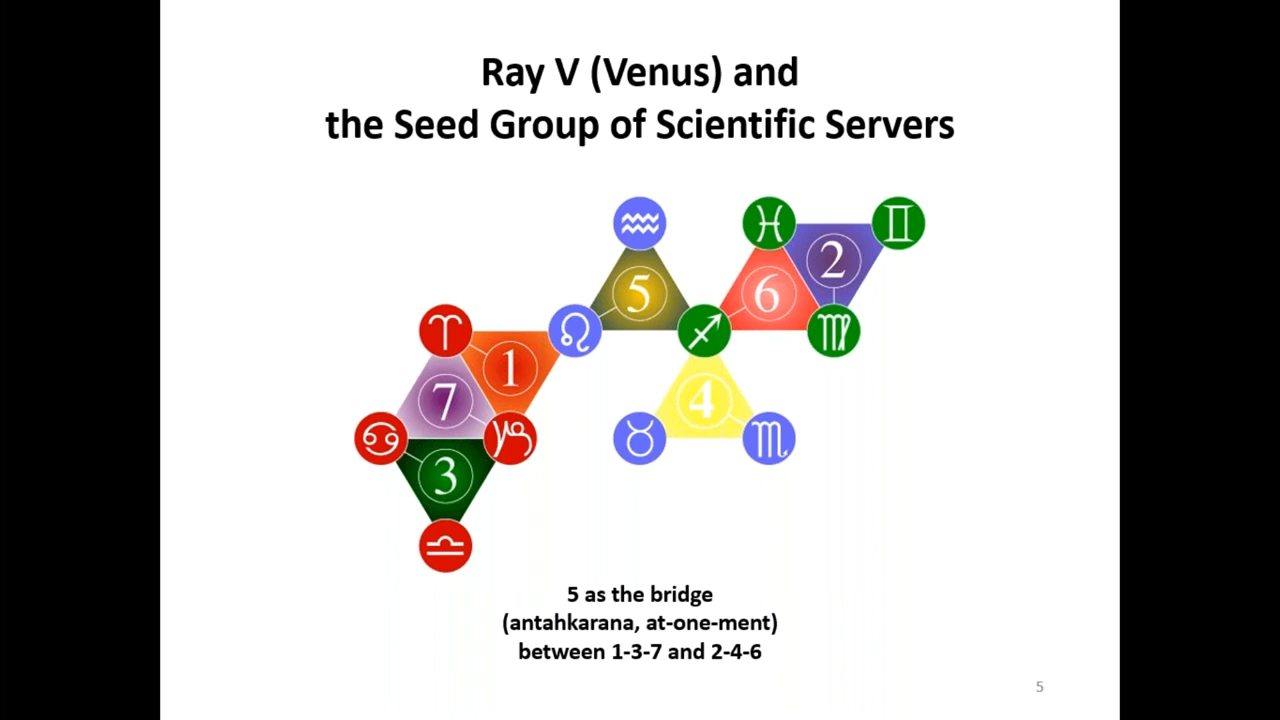 Ray V (Venus) and
the Seed Group of Scientific Servers
♒ ♓ ♊
2
5 6
♈ ♌ ♐ ♍
1
7 4
♋ ♑ ♉ ♏
3
♎
5 as the bridge
(antahkarana, at-one-ment)
between 1-3-7 and 2-4-6
5